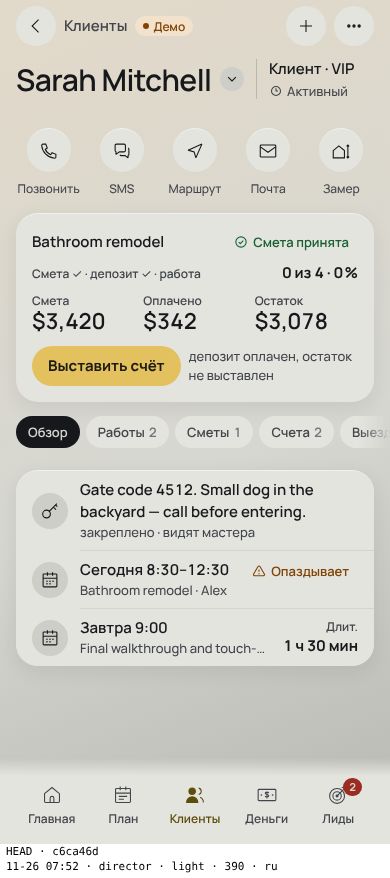 Клиенты
Демо
Sarah Mitchell
Клиент · VIP
Активный
Позвонить
SMS
Маршрут
Почта
Замер
Bathroom remodel
Смета принята
Смета ✓ · депозит ✓ · работа
0 из 4 · 0 %
Смета
Оплачено
Остаток
$3,420
$342
$3,078
Выставить счёт
депозит оплачен, остаток
не выставлен
Обзор
Работы 2
Сметы 1
Счета 2
Выезд
Gate code 4512. Small dog in the
backyard — call before entering.
закреплено · видят мастера
Сегодня 8:30–12:30
Опаздывает
Bathroom remodel · Alex
Завтра 9:00
Длит.
Final walkthrough and touch-…
1 ч 30 мин
Главная
План
Клиенты
Деньги
Лиды
2
HEAD · c6ca46d
11-26 07:52 · director · light · 390 · ru